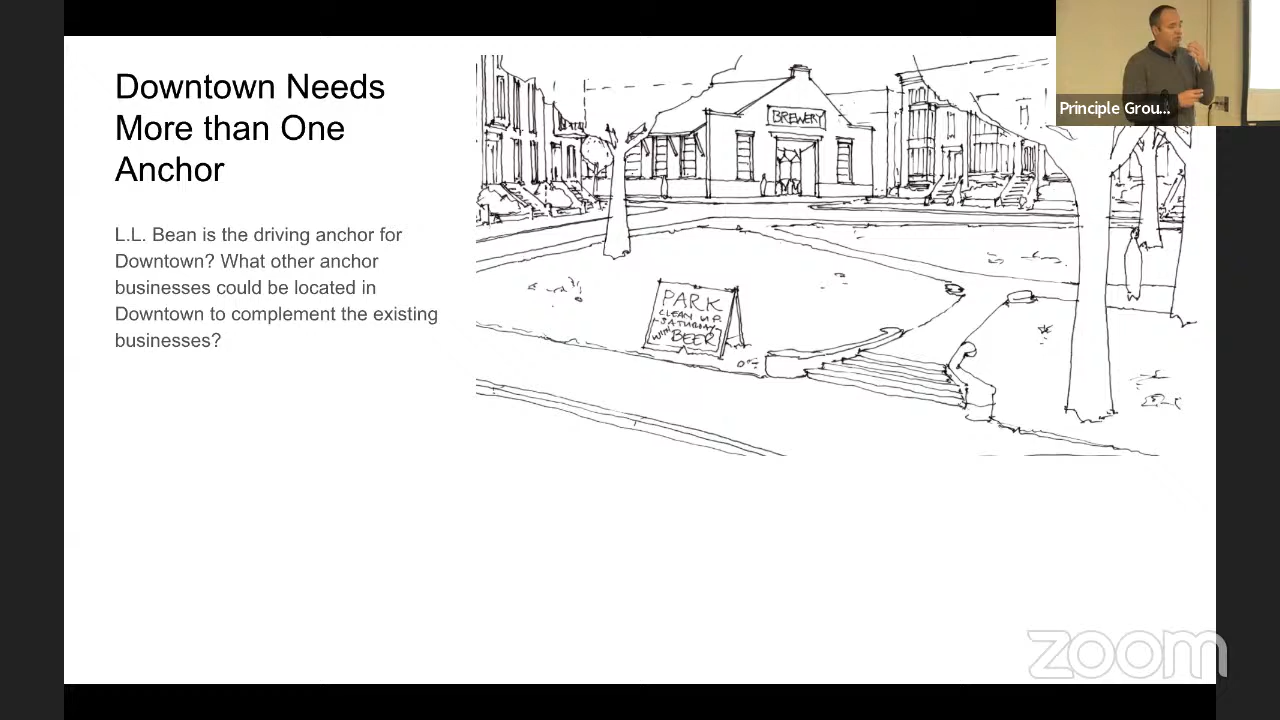 Downtown Needs
More than One
Anchor
L.L. Bean is the driving anchor for
Downtown? What other anchor
businesses could be located in
Downtown to complement the existing
businesses?
BREWERY
PARK
CLEAN UP
SATURDAY
WITH BEER
Principle Grou...
zoom